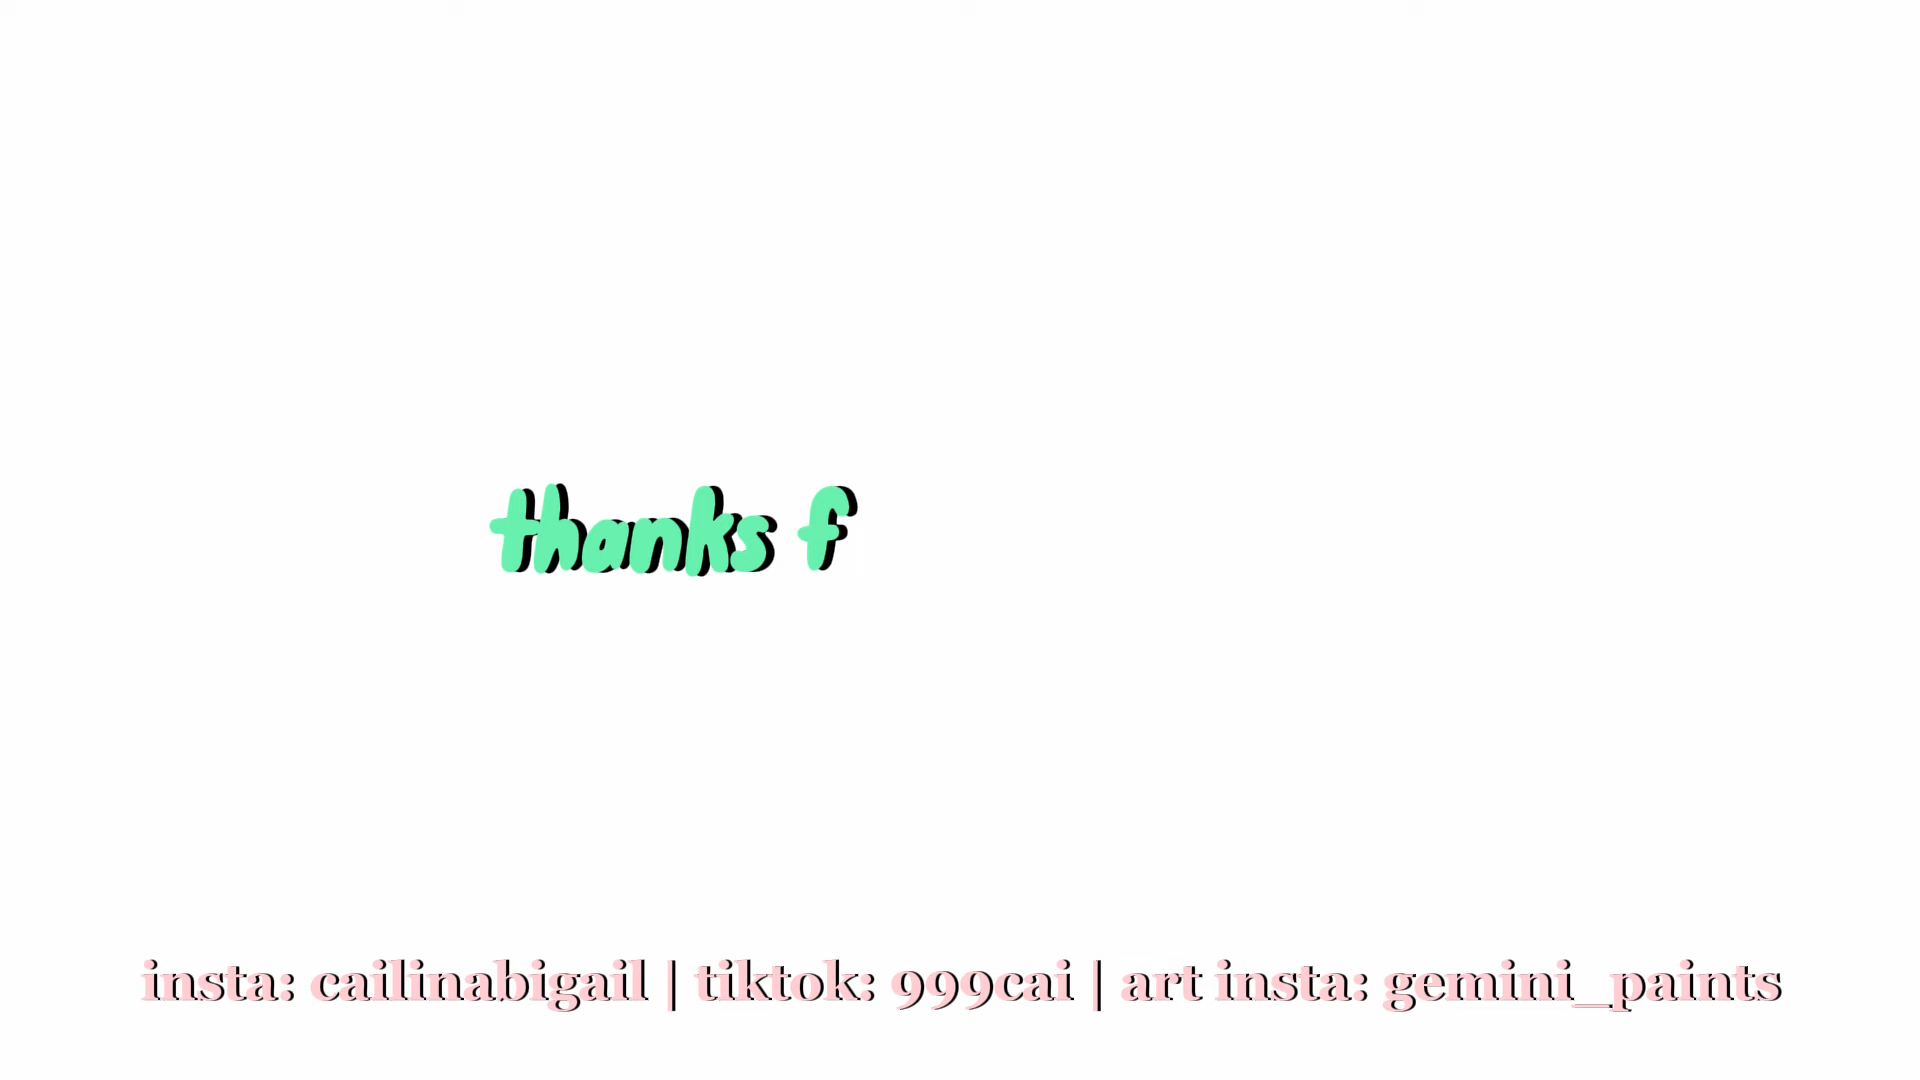 thanks f
insta: cailinabigail | tiktok: 999cai | art insta: gemini_paints